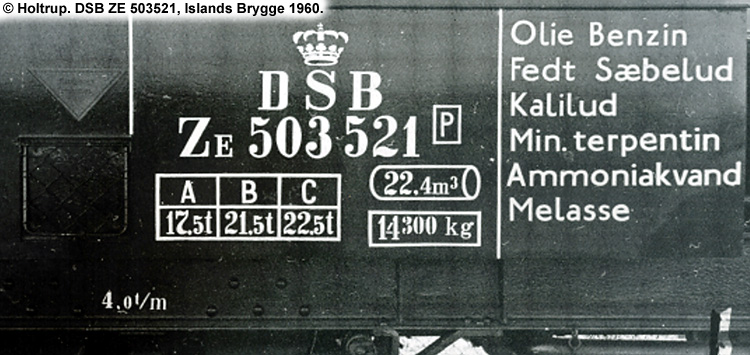 © Holtrup. DSB ZE 503521, Islands Brygge 1960.
DSB
ZE 503 521 P
A B C
17.5t 21.5t 22.5t
22.4m³
14300 kg
4.0t/m
Olie Benzin
Fedt Sæbelud
Kalilud
Min. terpentin
Ammoniakvand
Melasse